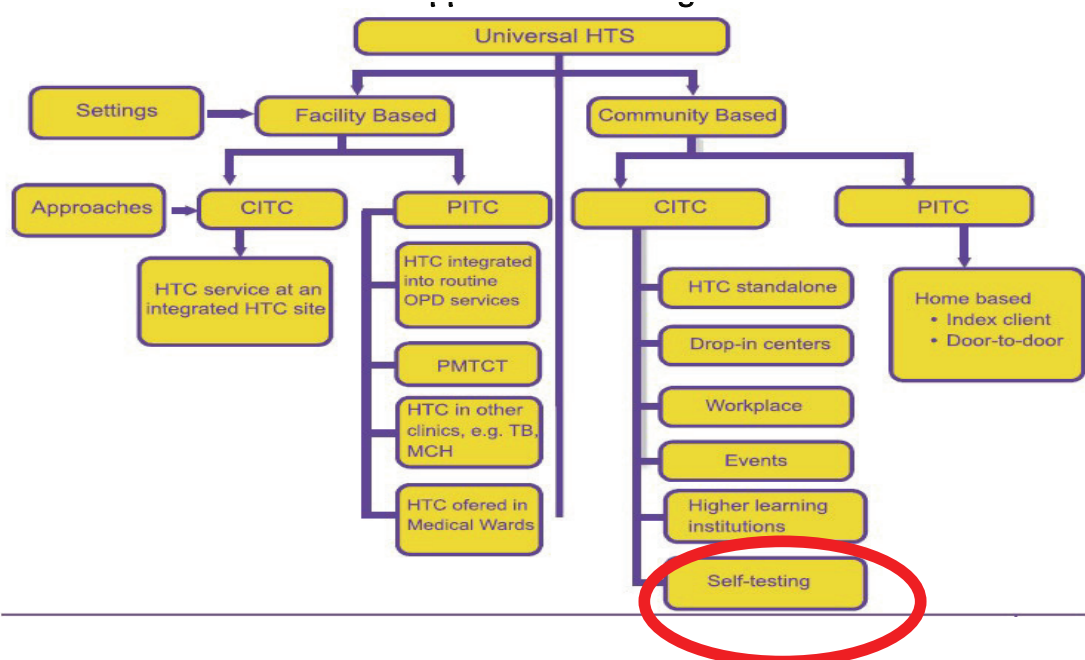 Universal HTS
Settings
Facility Based
Community Based
Approaches
CITC
PITC
CITC
PITC
HTC service at an
integrated HTC site
HTC integrated
into routine
OPD services
PMTCT
HTC in other
clinics, e.g. TB,
MCH
HTC ofered in
Medical Wards
HTC standalone
Drop-in centers
Workplace
Events
Higher learning
institutions
Self-testing
Home based
• Index client
• Door-to-door